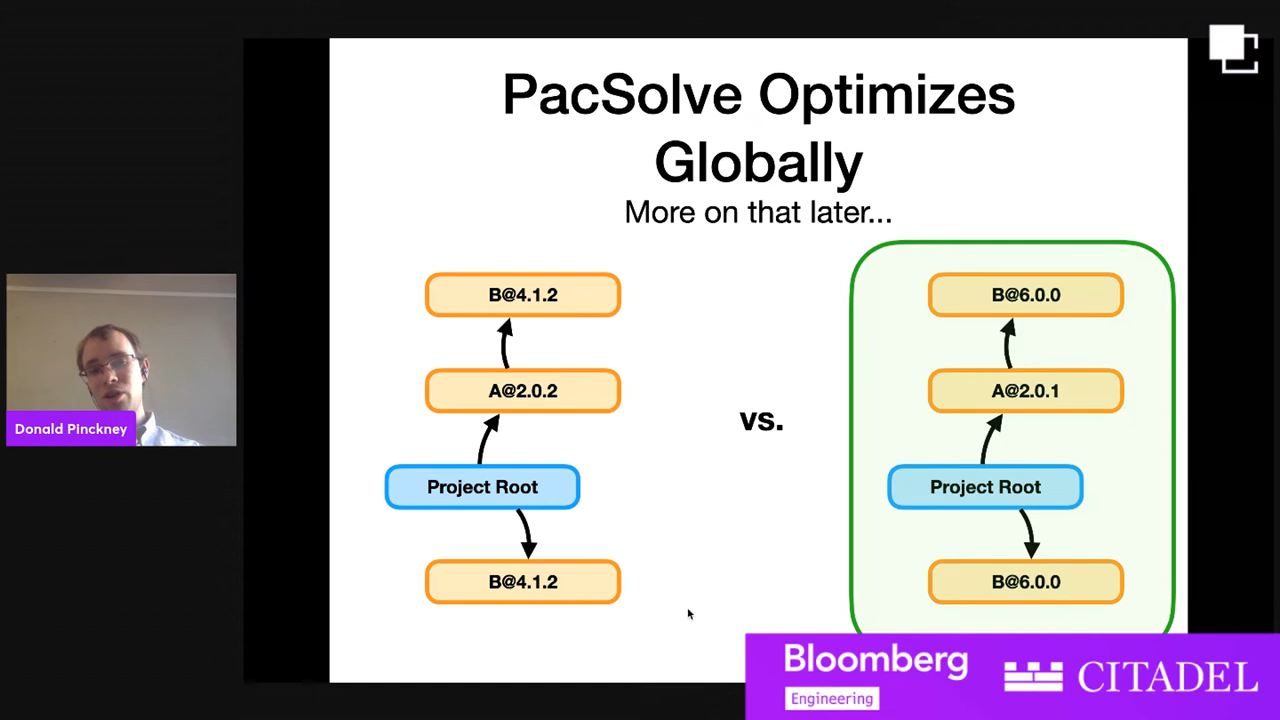 PacSolve Optimizes
Globally
More on that later...
B@4.1.2
A@2.0.2
Project Root
B@4.1.2
vs.
B@6.0.0
A@2.0.1
Project Root
B@6.0.0
Donald Pinckney
Bloomberg
Engineering
CITADEL